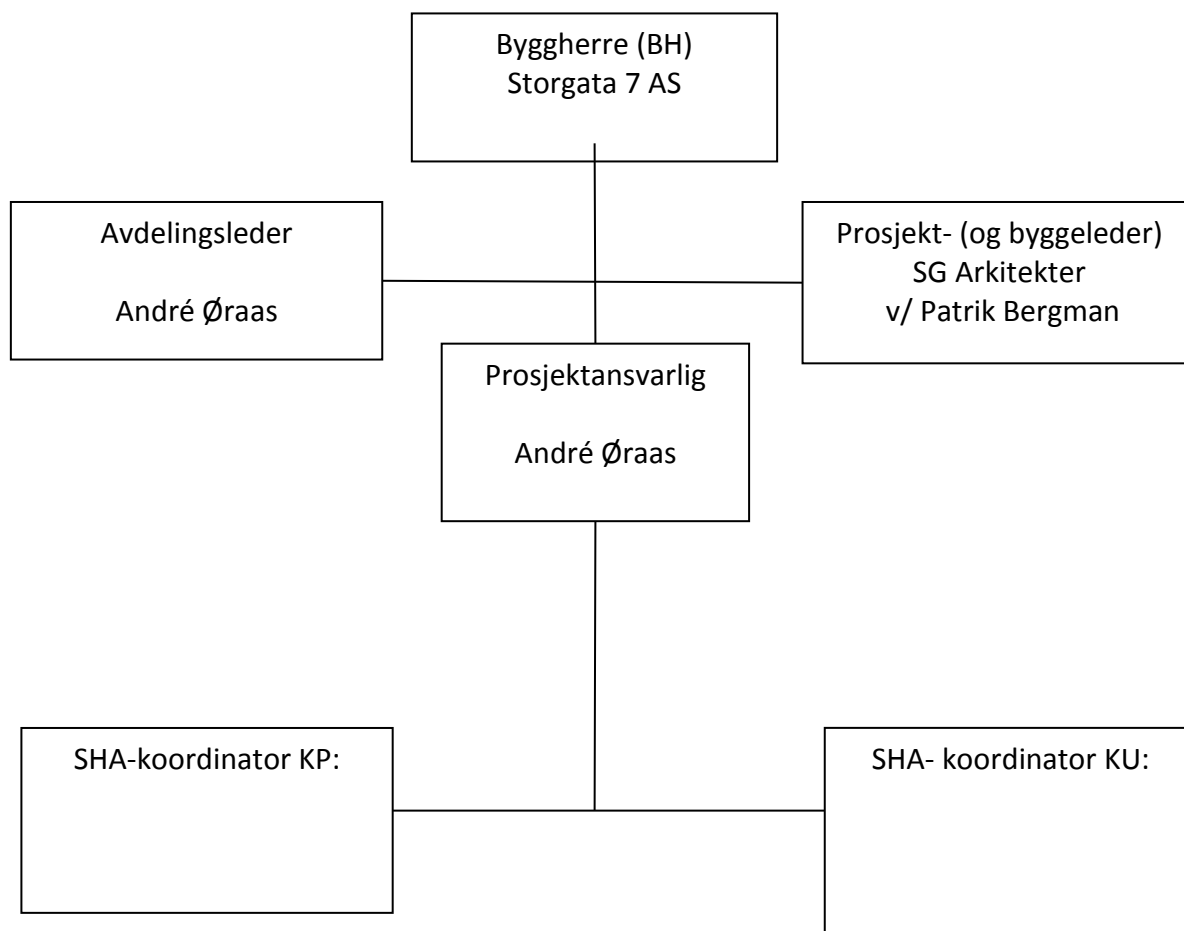 Byggherre (BH)
Storgata 7 AS
Avdelingsleder
André Øraas
Prosjekt- (og byggeleder)
SG Arkitekter
v/ Patrik Bergman
Prosjektansvarlig
André Øraas
SHA-koordinator KP:
SHA- koordinator KU: